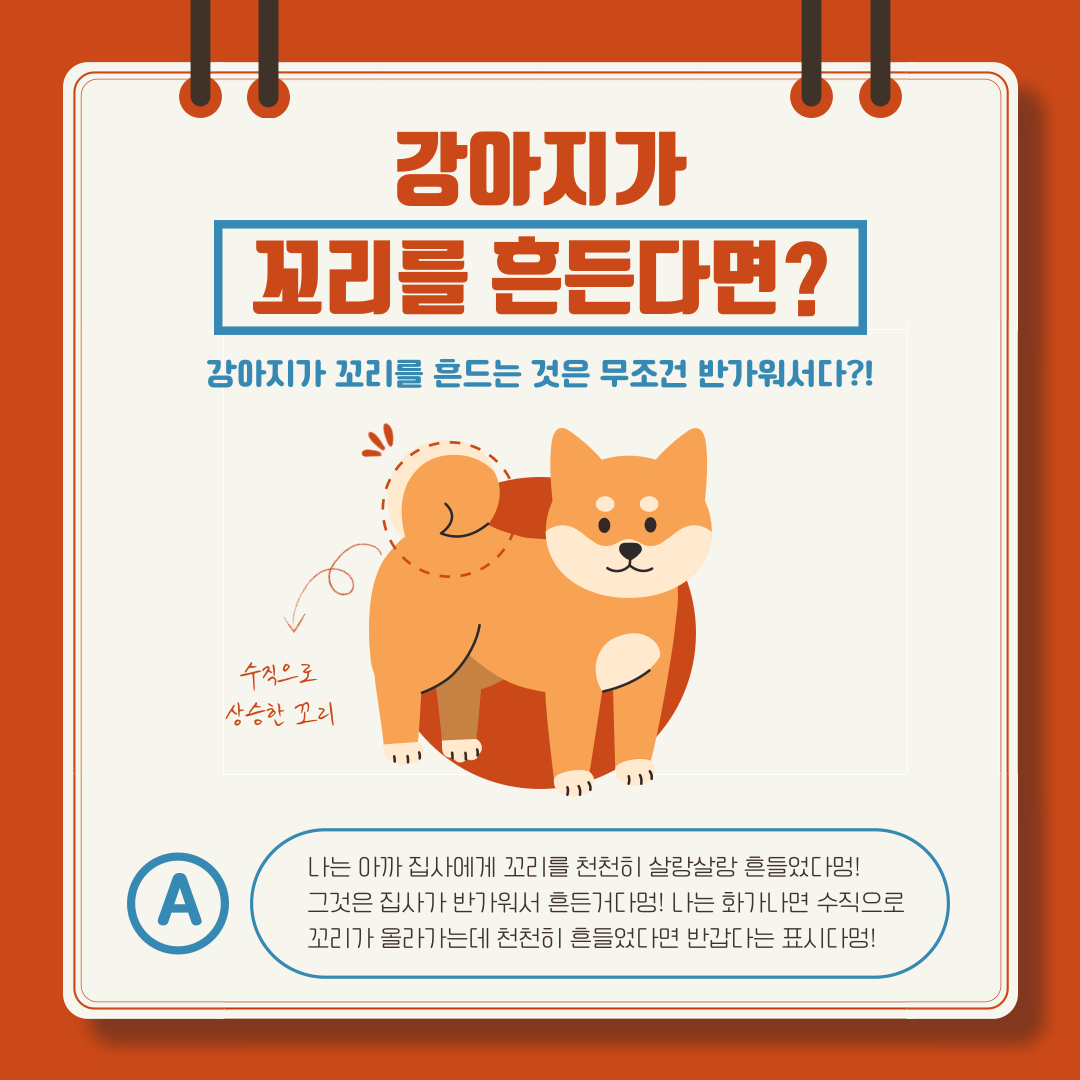 강아지가
꼬리를 흔든다면?
강아지가 꼬리를 흔드는 것은 무조건 반가워서다?!
수직으로
상승한 꼬리
A
나는 아까 집사에게 꼬리를 천천히 살랑살랑 흔들었다멍!
그것은 집사가 반가워서 흔든거다멍! 나는 화가나면 수직으로
꼬리가 올라가는데 천천히 흔들었다면 반갑다는 표시다멍!